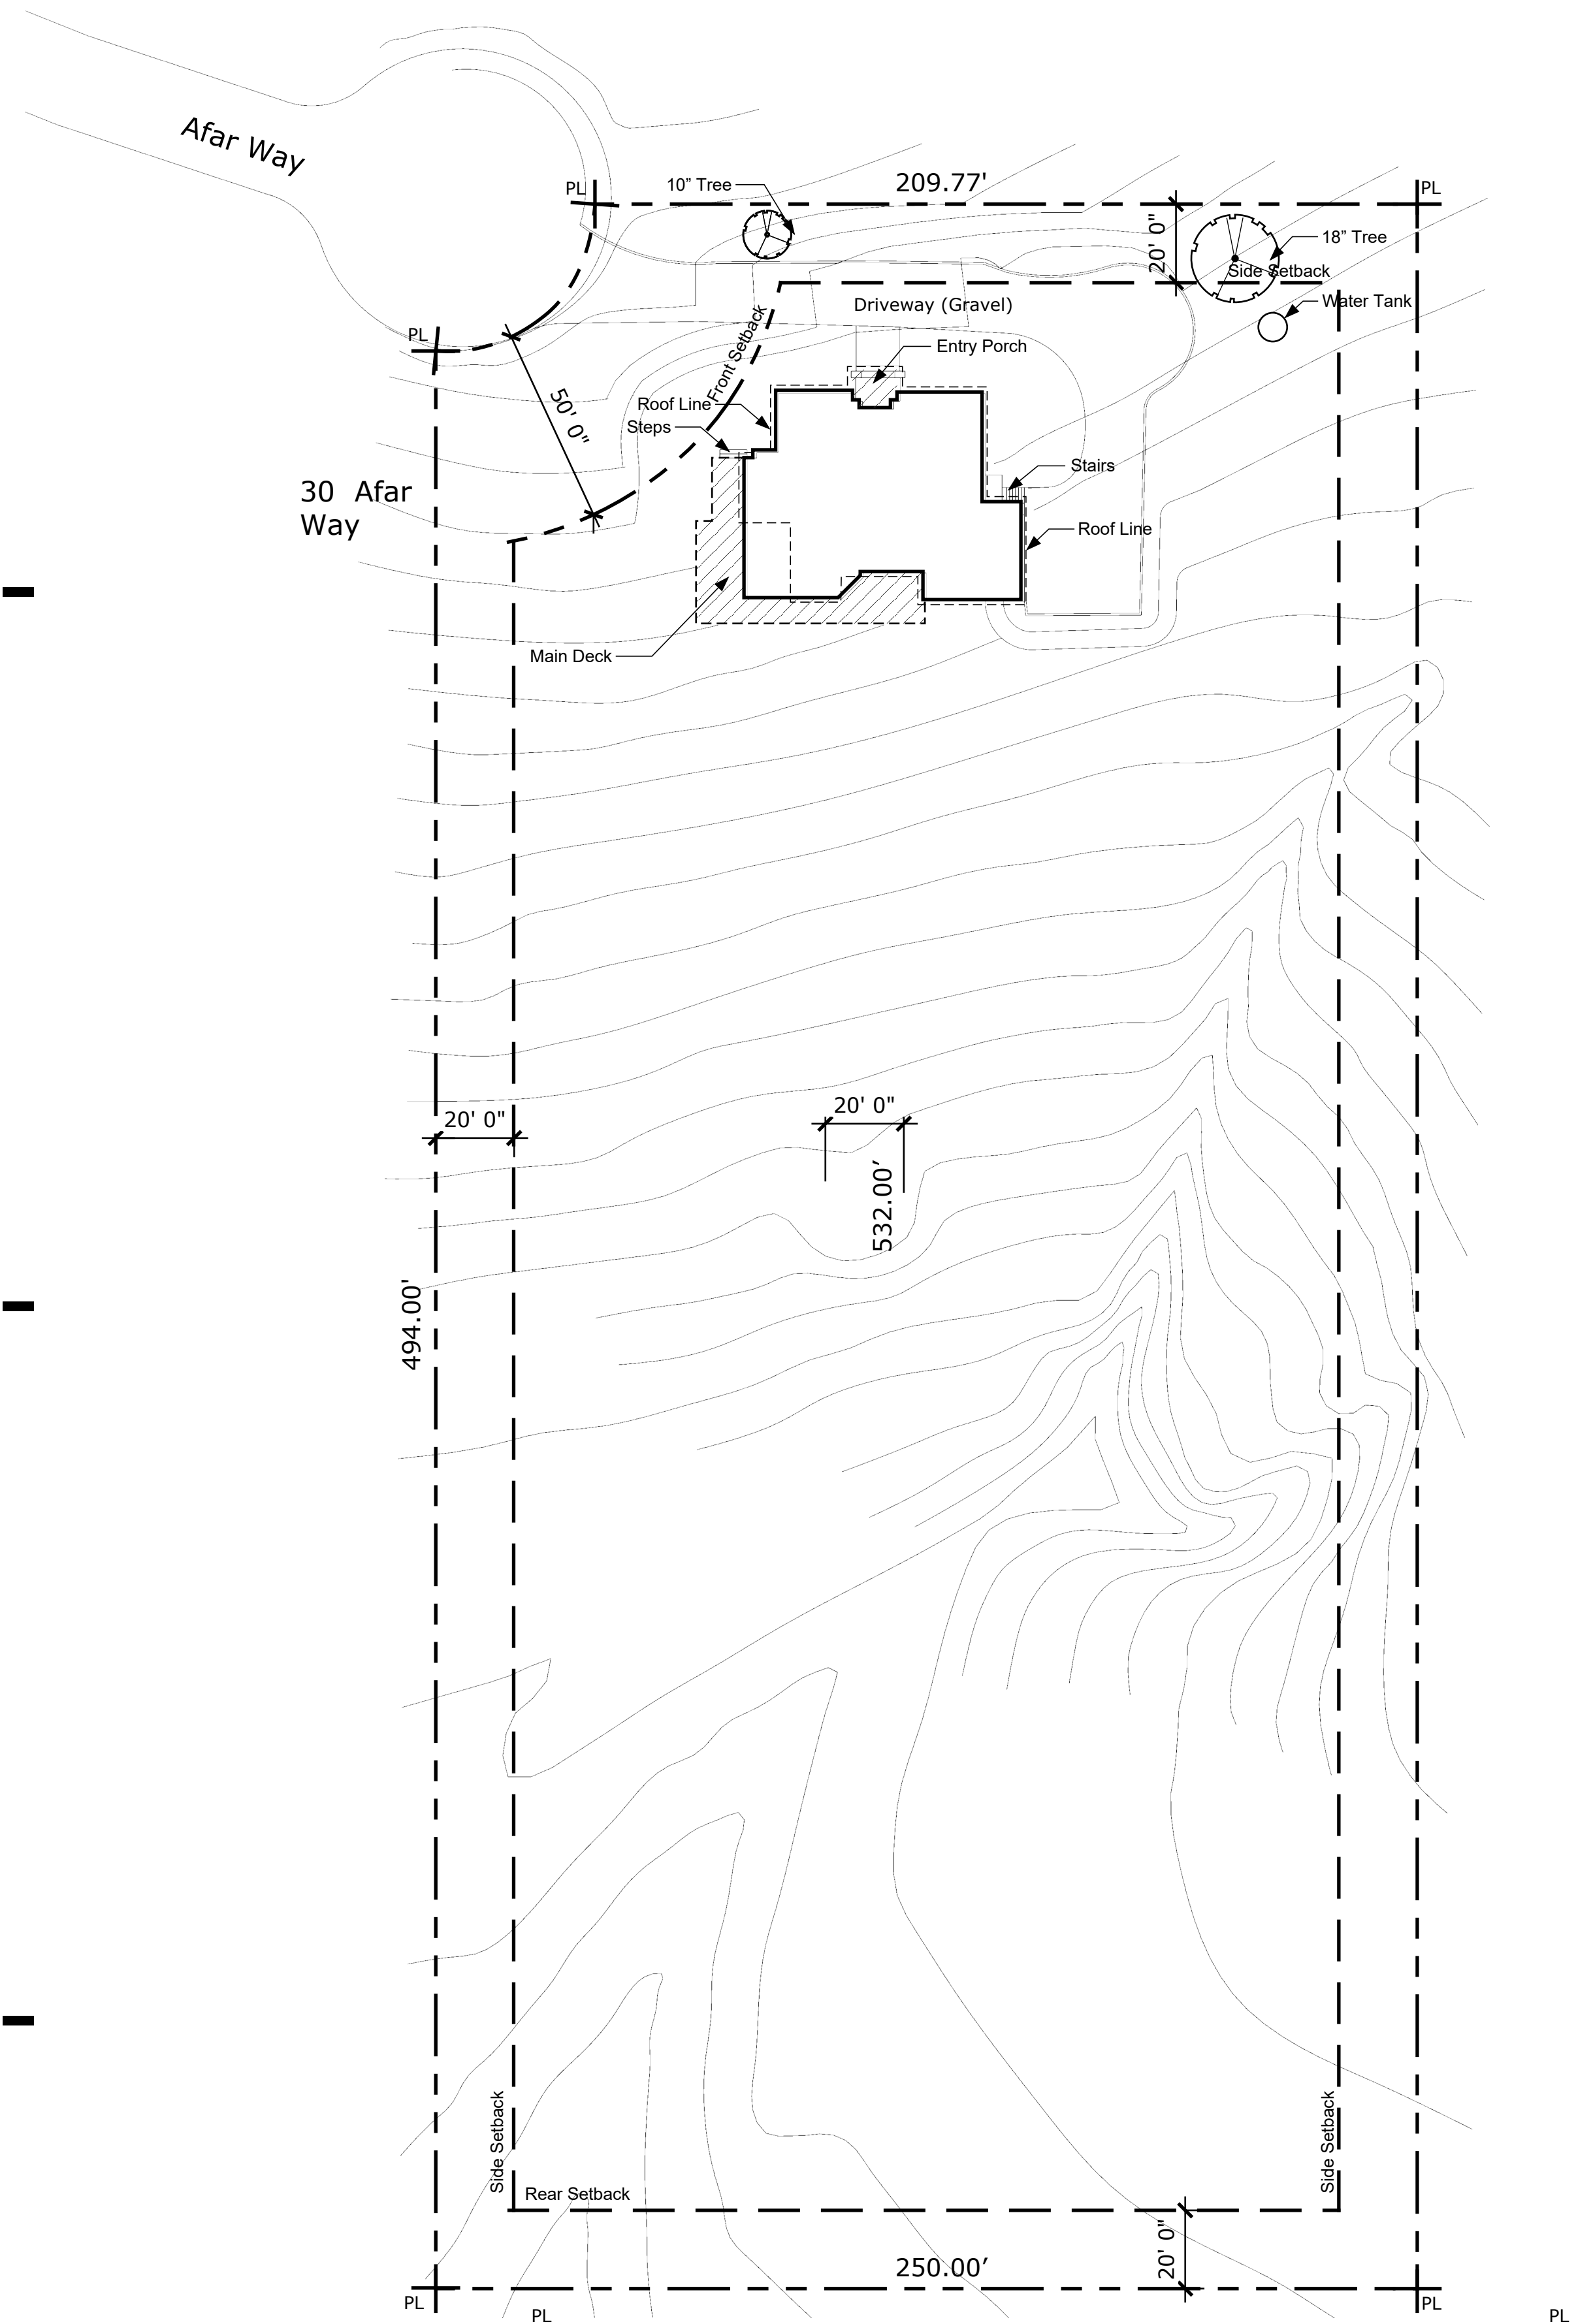 Afar Way
PL
10” Tree
209.77'
PL
20' 0"
18” Tree
Side Setback
Water Tank
Driveway (Gravel)
PL
Front Setback
Entry Porch
50' 0"
Roof Line
Steps
Stairs
30 Afar
Way
Roof Line
Main Deck
20' 0"
20' 0"
532.00’
494.00'
Side Setback
Side Setback
Rear Setback
20' 0"
250.00’
PL
PL
PL
PL